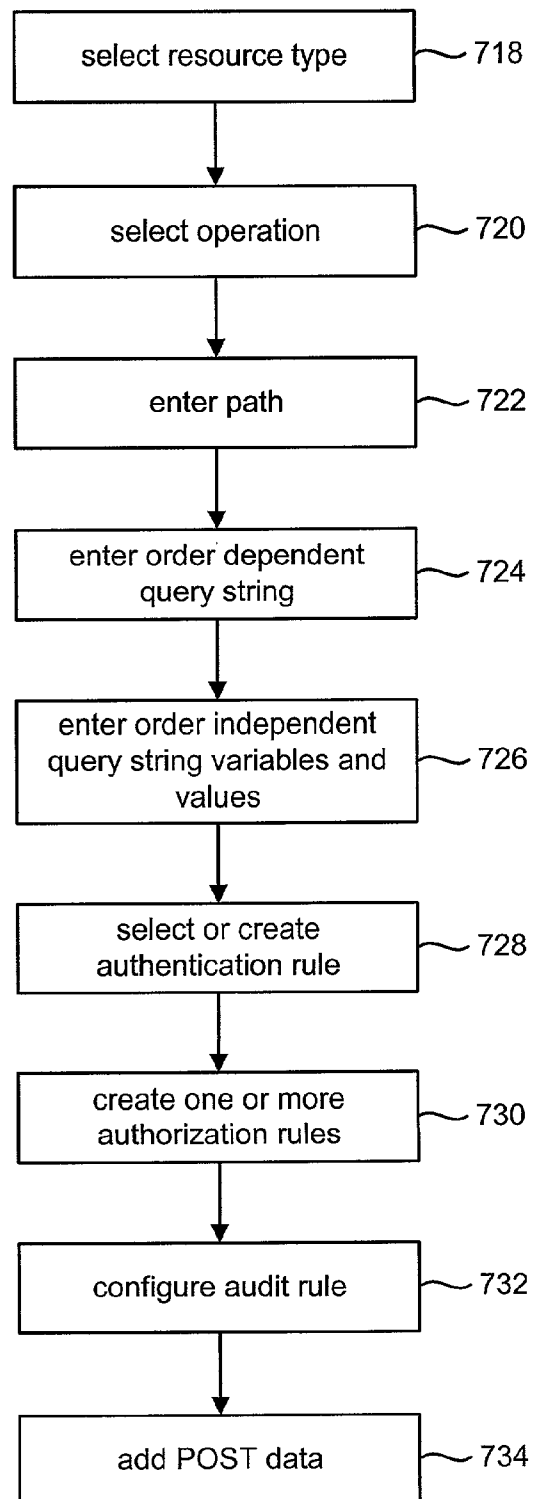 select resource type 718
select operation 720
enter path 722
enter order dependent
query string 724
enter order independent
query string variables and
values 726
select or create
authentication rule 728
create one or more
authorization rules 730
configure audit rule 732
add POST data 734